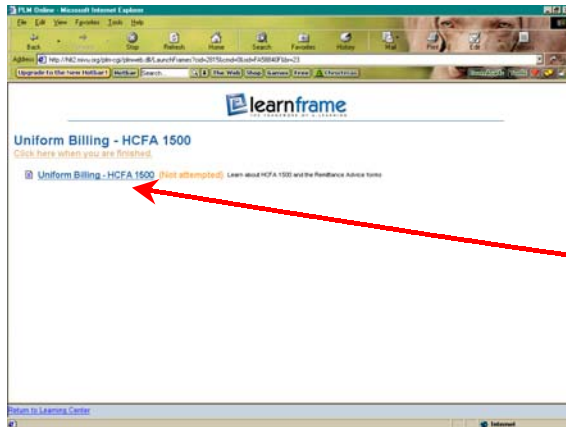 PLM Online - Microsoft Internet Explorer
File Edit View Favorites Tools Help
Back Stop Refresh Home Search Favorites History Mail Print Edit
Address
Upgrade to the new Hotbar! Hotbar Search The Web Shop Games Free Christmas
learnframe
Uniform Billing - HCFA 1500
Click here when you are finished.
Uniform Billing - HCFA 1500 (Not attempted) Learn about HCFA 1500 and the Remittance Advice forms
Return to Learning Center
Internet